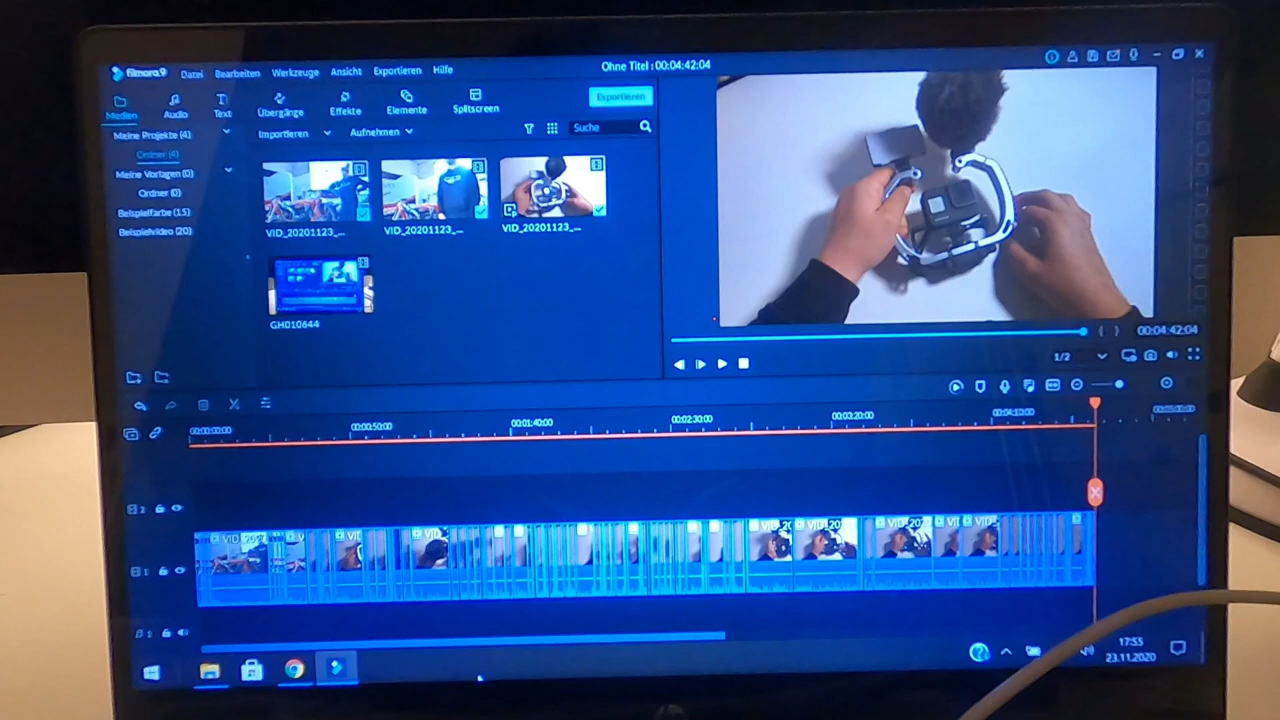 filmora9 Datei Bearbeiten Werkzeuge Ansicht Exportieren Hilfe Ohne Titel : 00:04:42:04
Medien Audio Text Übergänge Effekte Elemente Splitscreen Exportieren
Meine Projekte (4) Importieren Aufnehmen Suche
Ordner (4)
Meine Vorlagen (0)
Ordner (0)
Beispielfarbe (15)
Beispielvideo (20)
VID_20201123_... VID_20201123_... VID_20201123_...
GH010644
00:04:42:04
1/2
00:00:00:00 00:00:50:00 00:01:40:00 00:02:30:00 00:03:20:00 00:04:10:00
2
1
1
17:55
23.11.2020